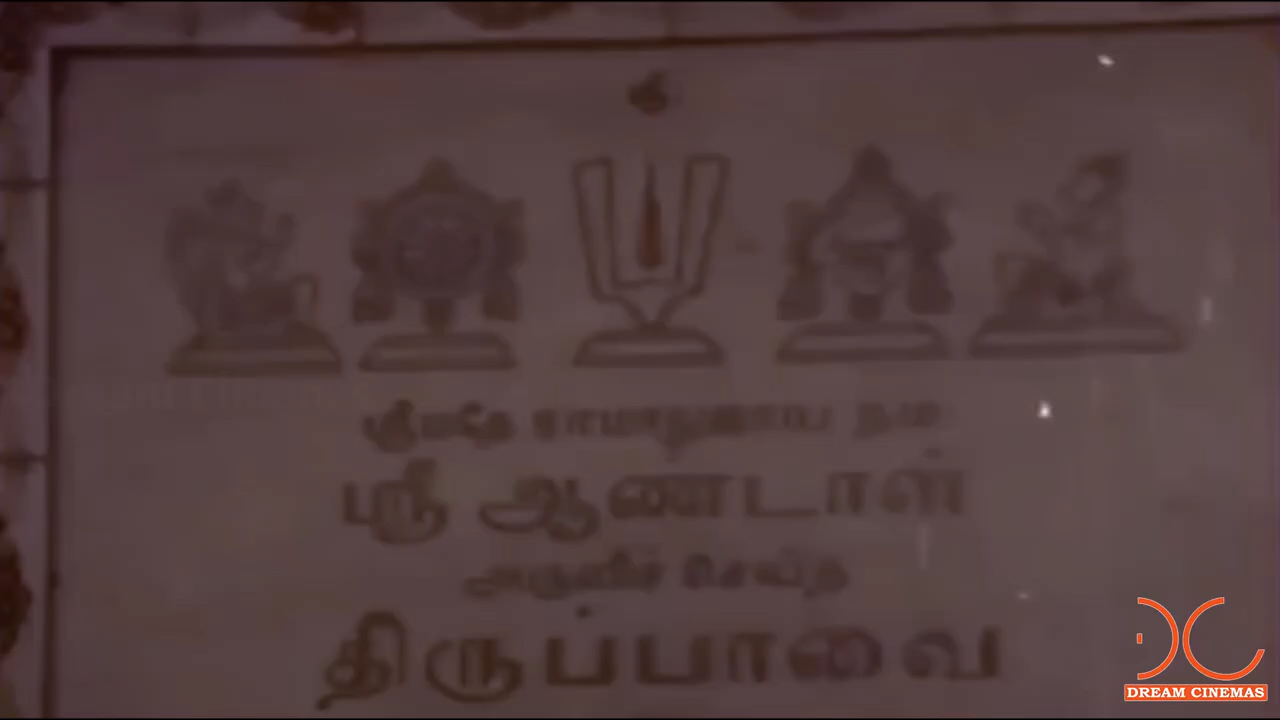 ஸ்ரீமதே ராமாநுஜாய நம:
ஸ்ரீ ஆண்டாள்
அருளிச் செய்த
திருப்பாவை
DREAM CINEMAS